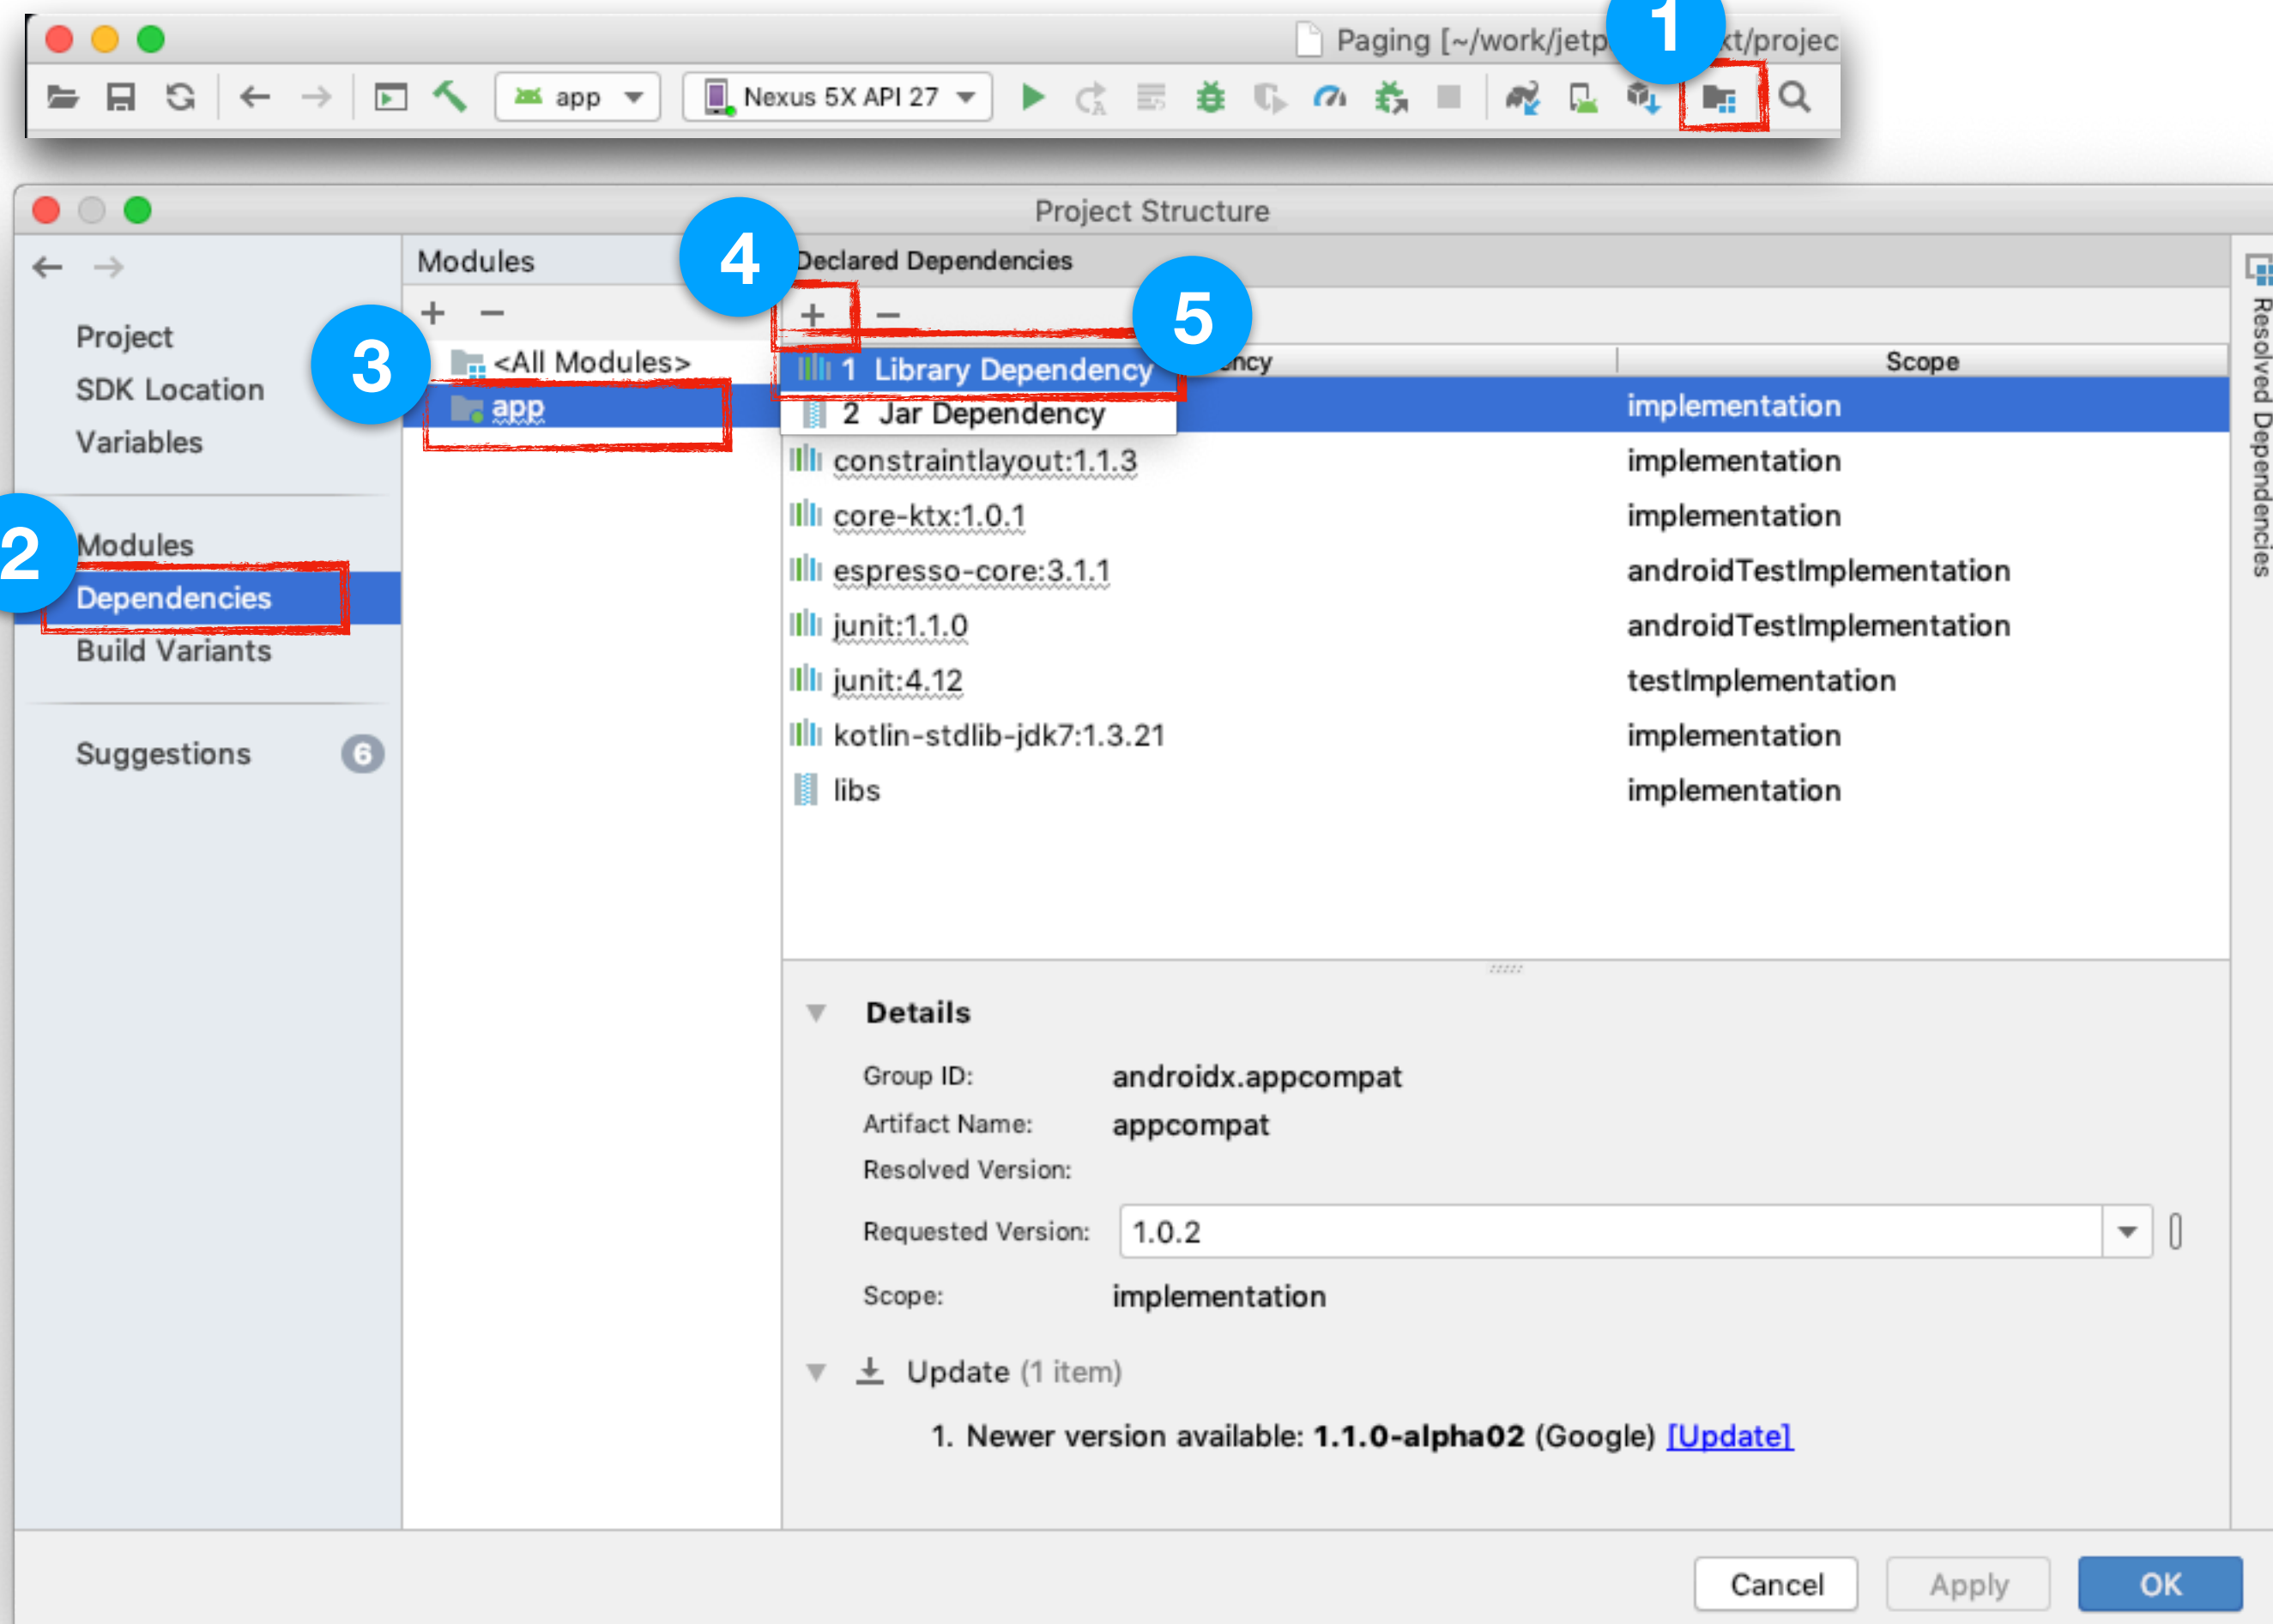 1
Paging [~/work/jetp kt/projec
app
Nexus 5X API 27
Project Structure
Modules
4
Declared Dependencies
5
3
2
Project
SDK Location
Variables
Modules
Dependencies
Build Variants
Suggestions 6
<All Modules>
app
1 Library Dependency
2 Jar Dependency
ency Scope
implementation
constraintlayout:1.1.3 implementation
core-ktx:1.0.1 implementation
espresso-core:3.1.1 androidTestImplementation
junit:1.1.0 androidTestImplementation
junit:4.12 testImplementation
kotlin-stdlib-jdk7:1.3.21 implementation
libs implementation
Resolved Dependencies
Details
Group ID: androidx.appcompat
Artifact Name: appcompat
Resolved Version:
Requested Version: 1.0.2
Scope: implementation
Update (1 item)
1. Newer version available: 1.1.0-alpha02 (Google) [Update]
Cancel Apply OK